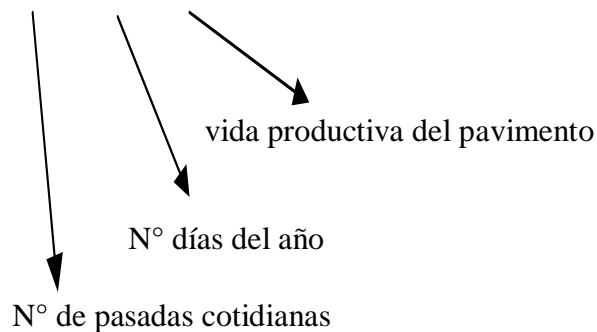 vida productiva del pavimento
N° días del año
N° de pasadas cotidianas